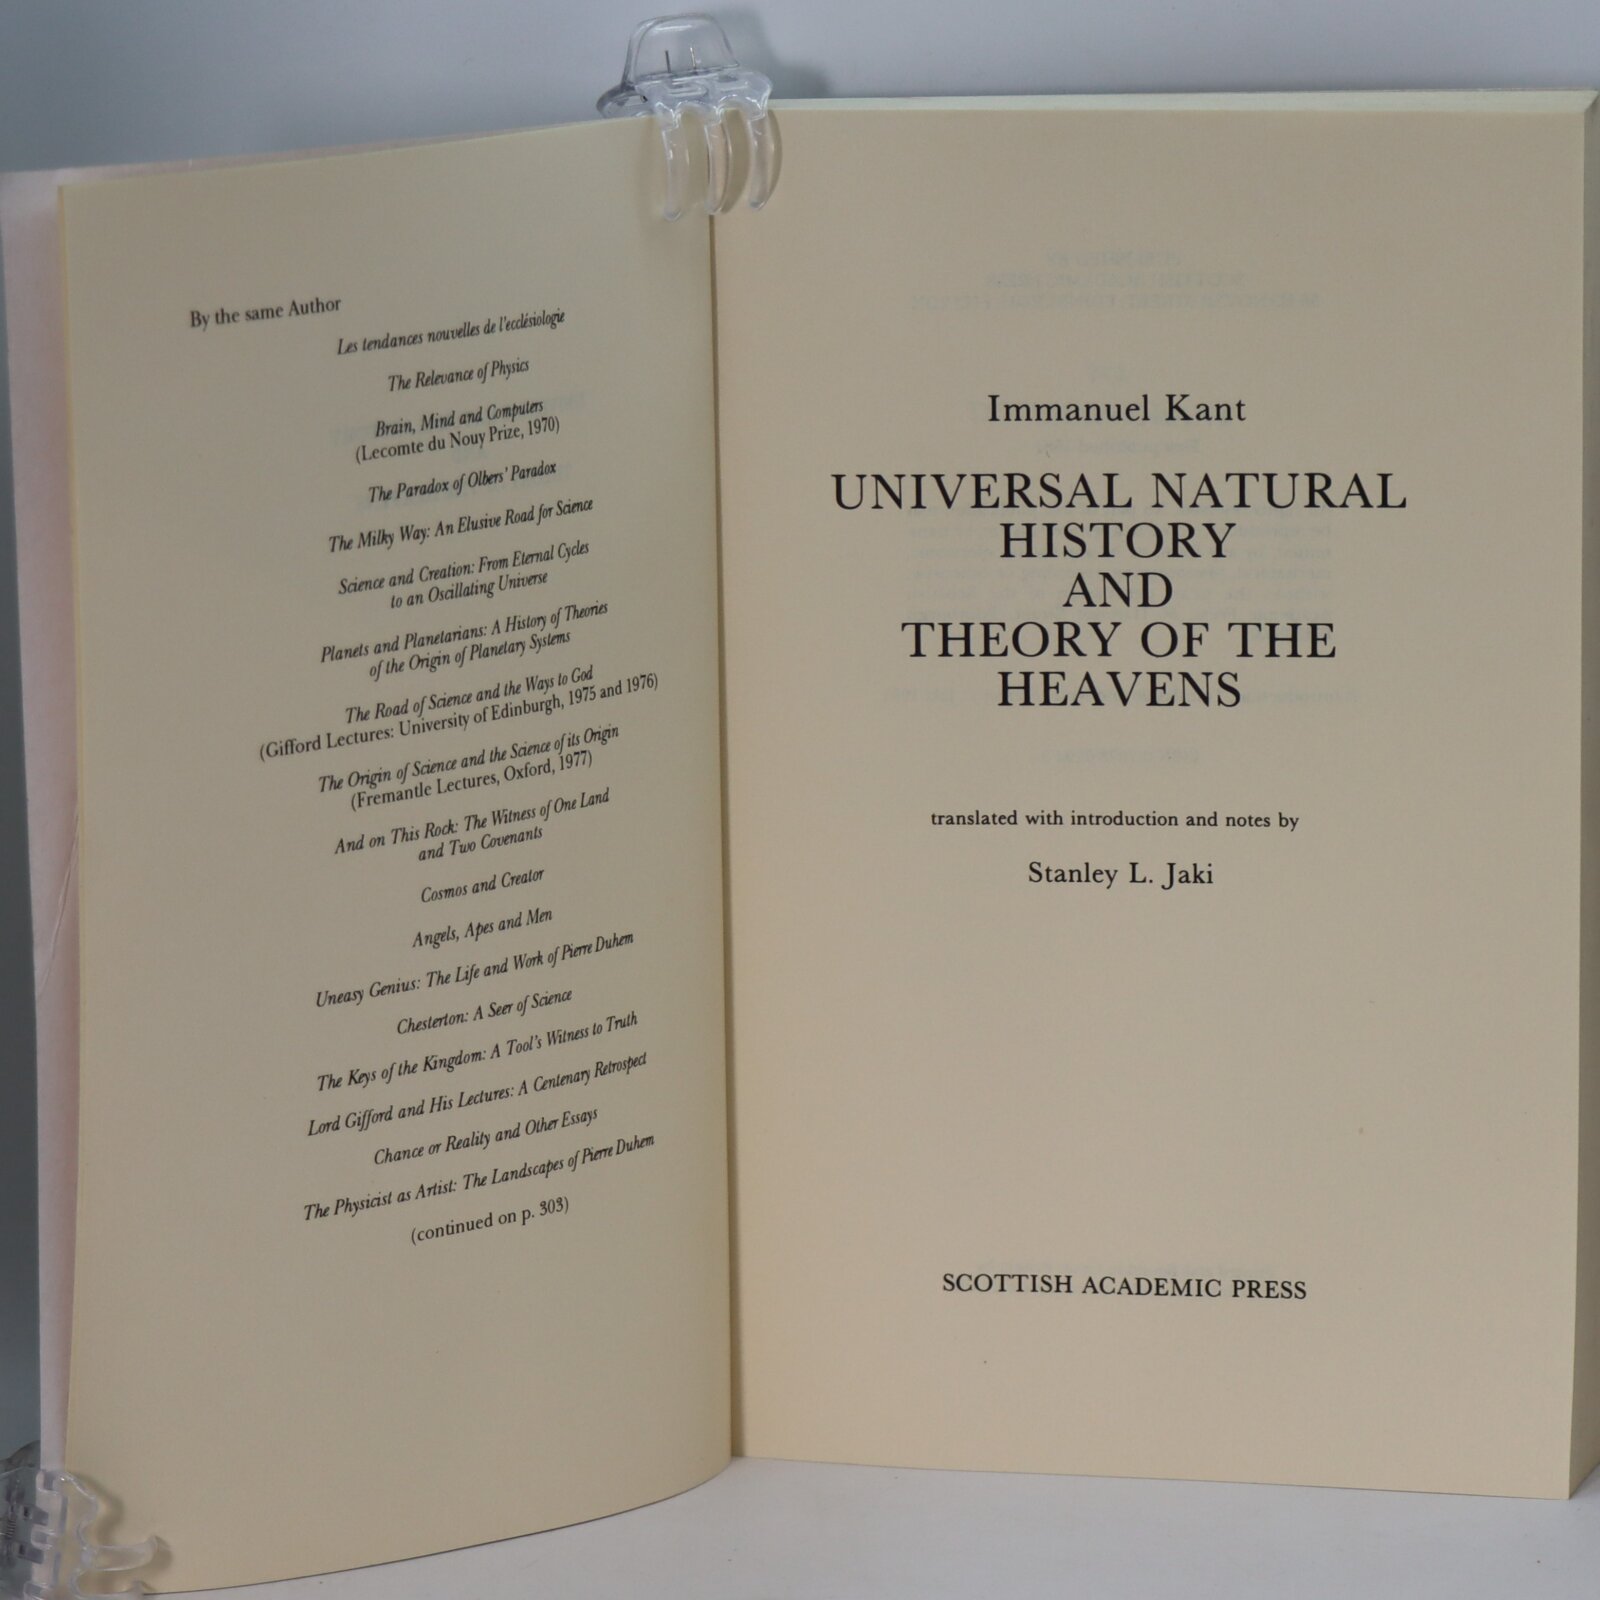 By the same Author
Les tendances nouvelles de l'ecclésiologie
The Relevance of Physics
Brain, Mind and Computers
(Lecomte du Nouy Prize, 1970)
The Paradox of Olbers' Paradox
The Milky Way: An Elusive Road for Science
Science and Creation: From Eternal Cycles
to an Oscillating Universe
Planets and Planetarians: A History of Theories
of the Origin of Planetary Systems
The Road of Science and the Ways to God
(Gifford Lectures: University of Edinburgh, 1975 and 1976)
The Origin of Science and the Science of its Origin
(Fremantle Lectures, Oxford, 1977)
And on This Rock: The Witness of One Land
and Two Covenants
Cosmos and Creator
Angels, Apes and Men
Uneasy Genius: The Life and Work of Pierre Duhem
Chesterton: A Seer of Science
The Keys of the Kingdom: A Tool's Witness to Truth
Lord Gifford and His Lectures: A Centenary Retrospect
Chance or Reality and Other Essays
The Physicist as Artist: The Landscapes of Pierre Duhem
(continued on p. 303)
Immanuel Kant
UNIVERSAL NATURAL
HISTORY
AND
THEORY OF THE
HEAVENS
translated with introduction and notes by
Stanley L. Jaki
SCOTTISH ACADEMIC PRESS